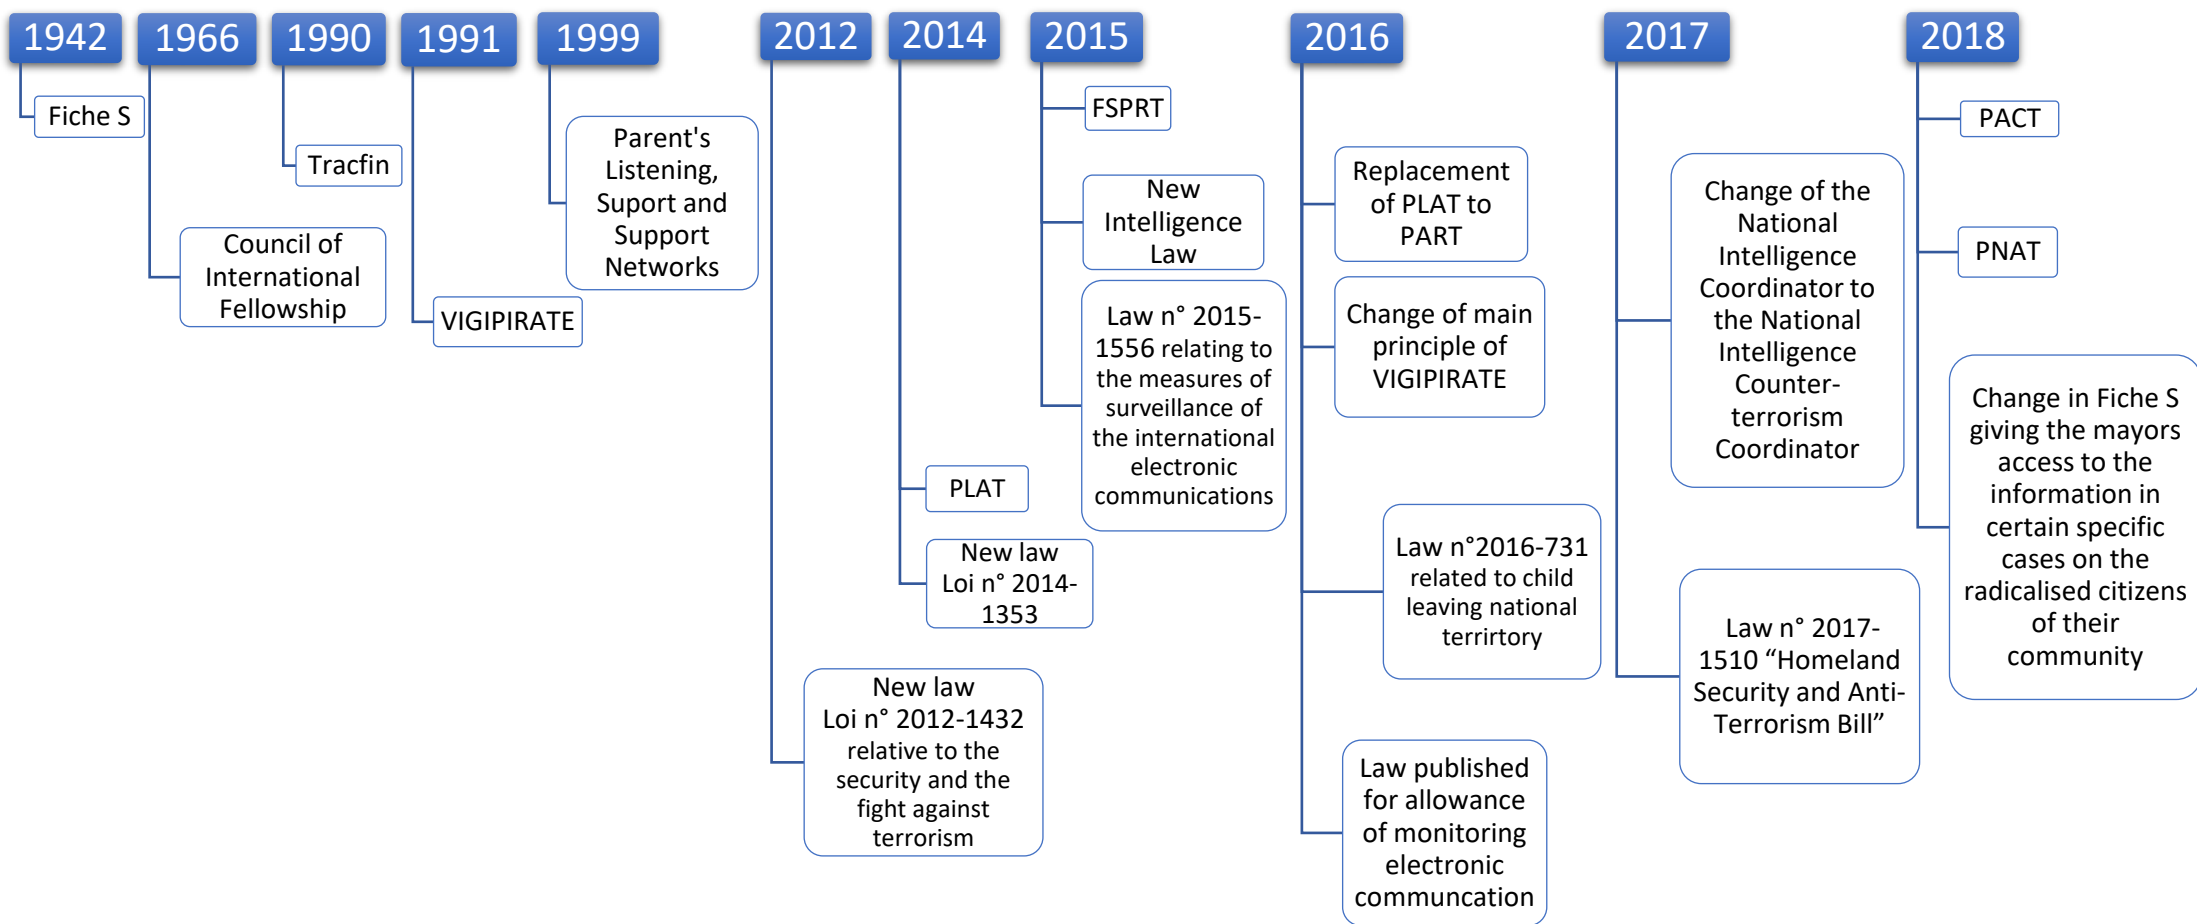 1942
Fiche S
1966
Council of
International
Fellowship
1990
Tracfin
1991
VIGIPIRATE
1999
Parent's
Listening,
Suport and
Support
Networks
2012
New law
Loi n° 2012-1432
relative to the
security and the
fight against
terrorism
2014
PLAT
New law
Loi n° 2014-
1353
2015
FSPRT
New
Intelligence
Law
Law n° 2015-
1556 relating to
the measures of
surveillance of
the international
electronic
communications
2016
Replacement
of PLAT to
PART
Change of main
principle of
VIGIPIRATE
Law n°2016-731
related to child
leaving national
terrirtory
Law published
for allowance
of monitoring
electronic
communcation
2017
Change of the
National
Intelligence
Coordinator to
the National
Intelligence
Counter-
terrorism
Coordinator
Law n° 2017-
1510 “Homeland
Security and Anti-
Terrorism Bill”
2018
PACT
PNAT
Change in Fiche S
giving the mayors
access to the
information in
certain specific
cases on the
radicalised citizens
of their
community